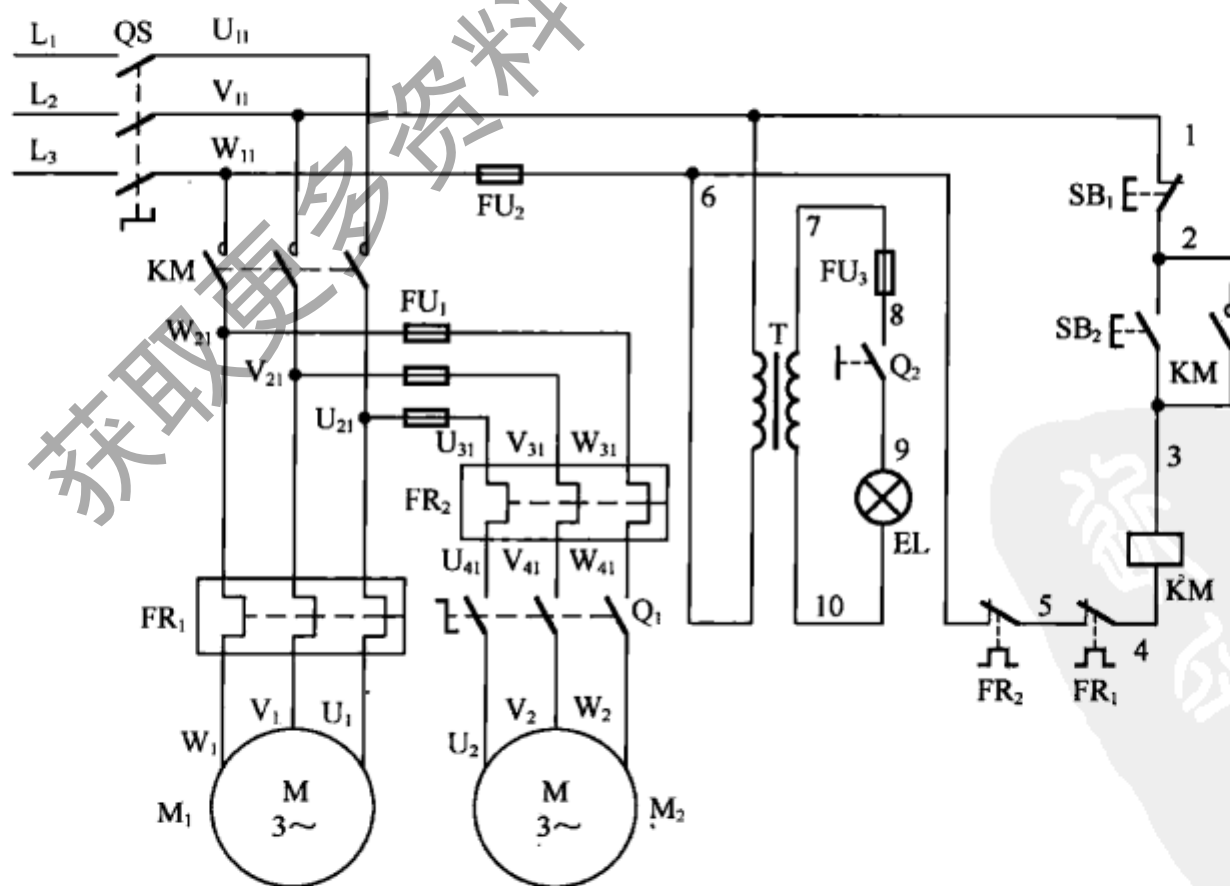 L₁ QS U₁₁
L₂ V₁₁
L₃ W₁₁
1
FU₂
6
SB₁
7
2
KM
FU₃
FU₁
8
W₂₁
T
SB₂
Q₂
KM
V₂₁
U₂₁
U₃₁ V₃₁ W₃₁
9
3
FR₂
EL
U₄₁ V₄₁ W₄₁
KM
FR₁
Q₁
10
5
4
FR₂ FR₁
W₁ V₁ U₁
U₂ V₂ W₂
M₁
M
3～
M
3～
M₂
获取更多资料